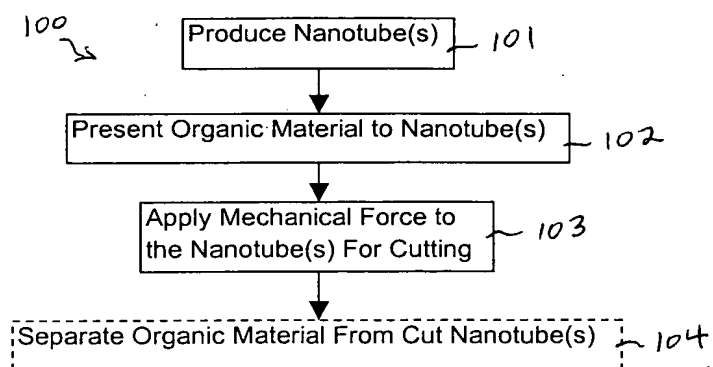 100
Produce Nanotube(s)
101
Present Organic Material to Nanotube(s)
102
Apply Mechanical Force to
the Nanotube(s) For Cutting
103
Separate Organic Material From Cut Nanotube(s)
104